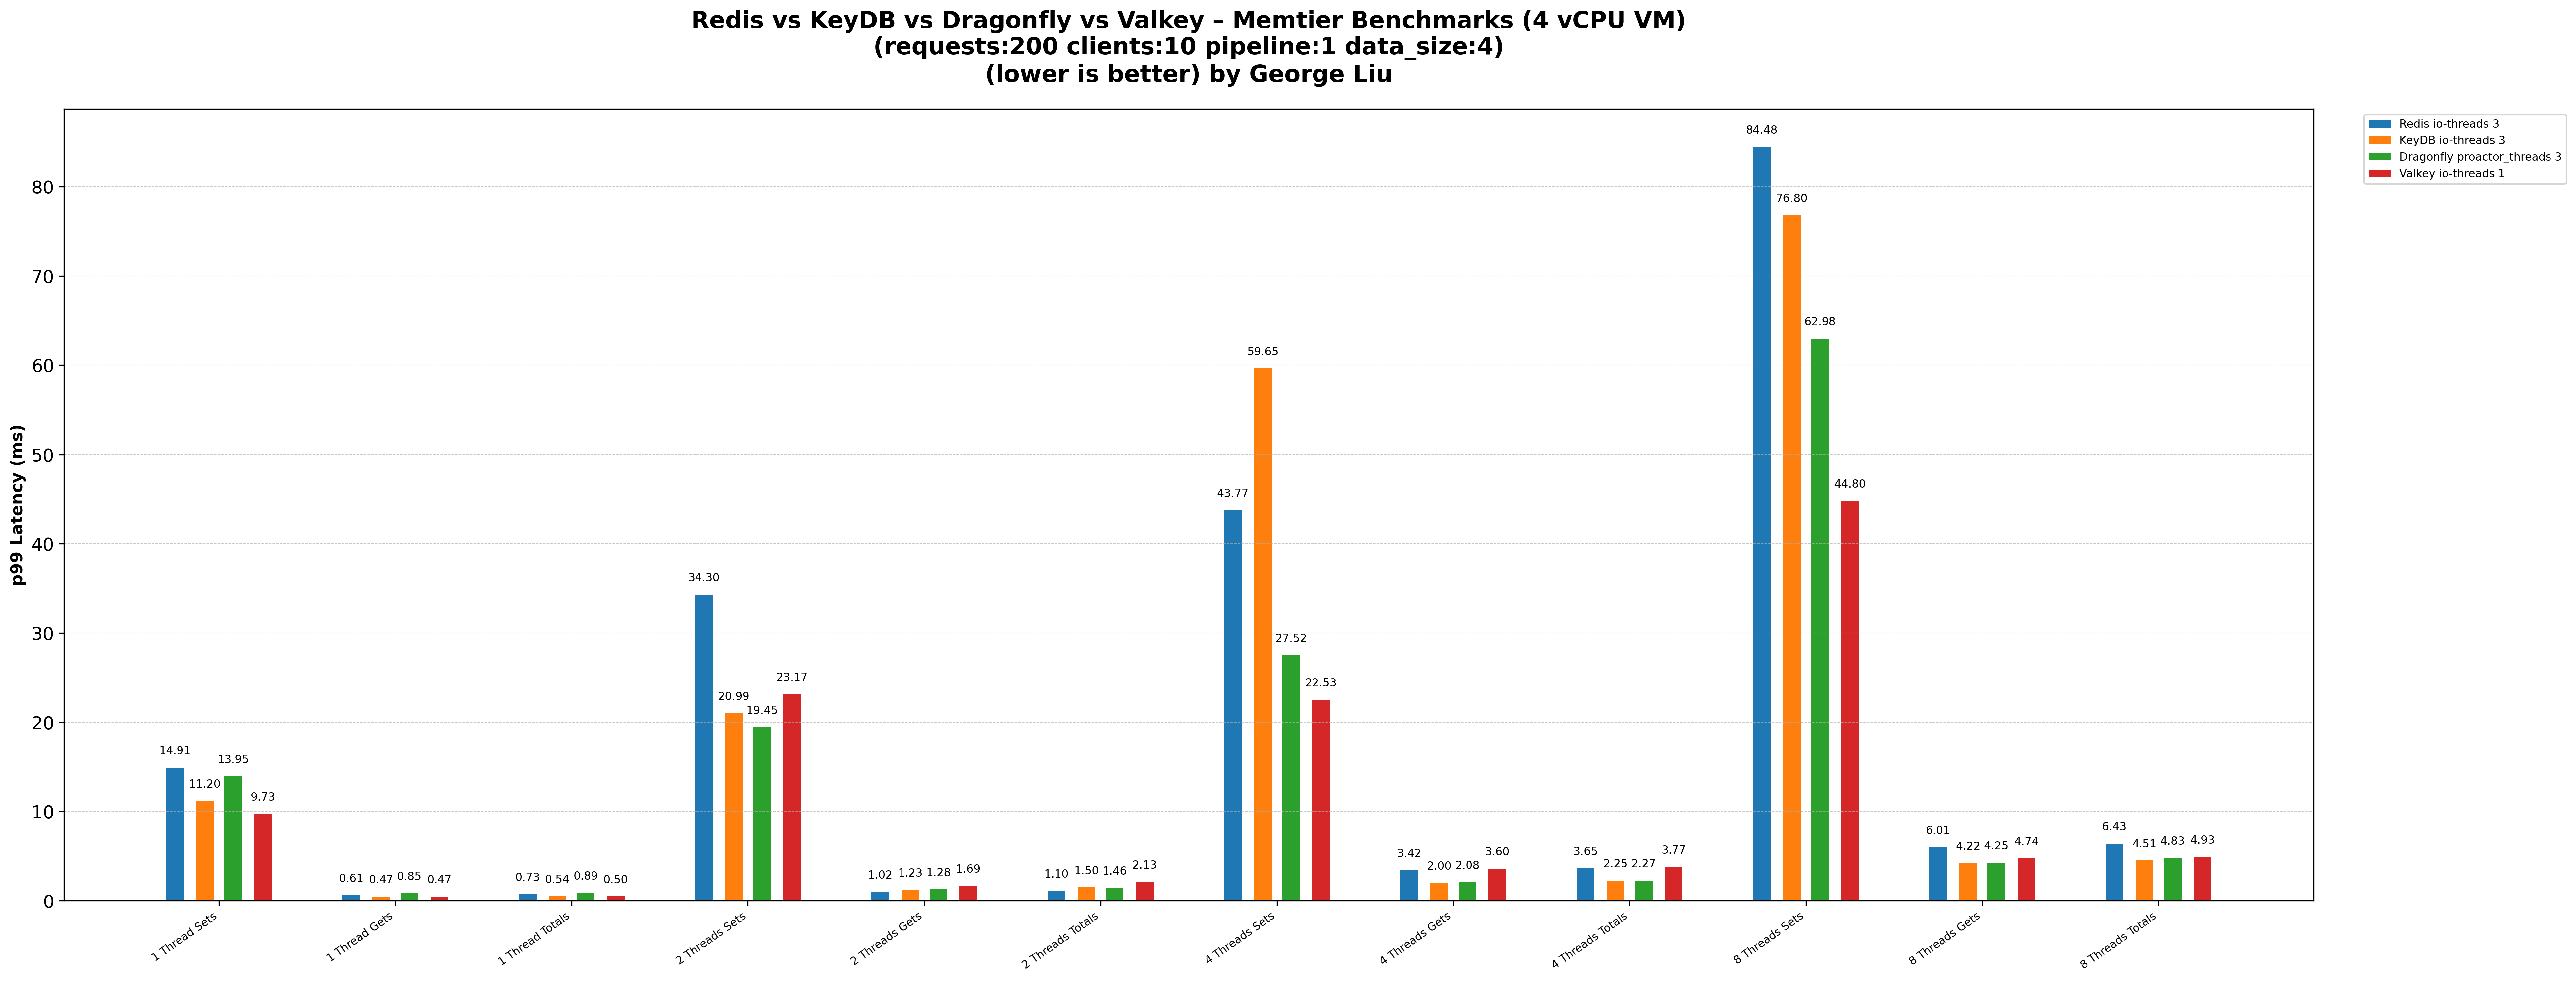 Redis vs KeyDB vs Dragonfly vs Valkey – Memtier Benchmarks (4 vCPU VM)
(requests:200 clients:10 pipeline:1 data_size:4)
(lower is better) by George Liu
Redis io-threads 3
KeyDB io-threads 3
Dragonfly proactor_threads 3
Valkey io-threads 1
p99 Latency (ms)
80
70
60
50
40
30
20
10
0
14.91
11.20
13.95
9.73
0.61
0.47
0.85
0.47
0.73
0.54
0.89
0.50
34.30
20.99
19.45
23.17
1.02
1.23
1.28
1.69
1.10
1.50
1.46
2.13
43.77
59.65
27.52
22.53
3.42
2.00
2.08
3.60
3.65
2.25
2.27
3.77
84.48
76.80
62.98
44.80
6.01
4.22
4.25
4.74
6.43
4.51
4.83
4.93
1 Thread Sets
1 Thread Gets
1 Thread Totals
2 Threads Sets
2 Threads Gets
2 Threads Totals
4 Threads Sets
4 Threads Gets
4 Threads Totals
8 Threads Sets
8 Threads Gets
8 Threads Totals